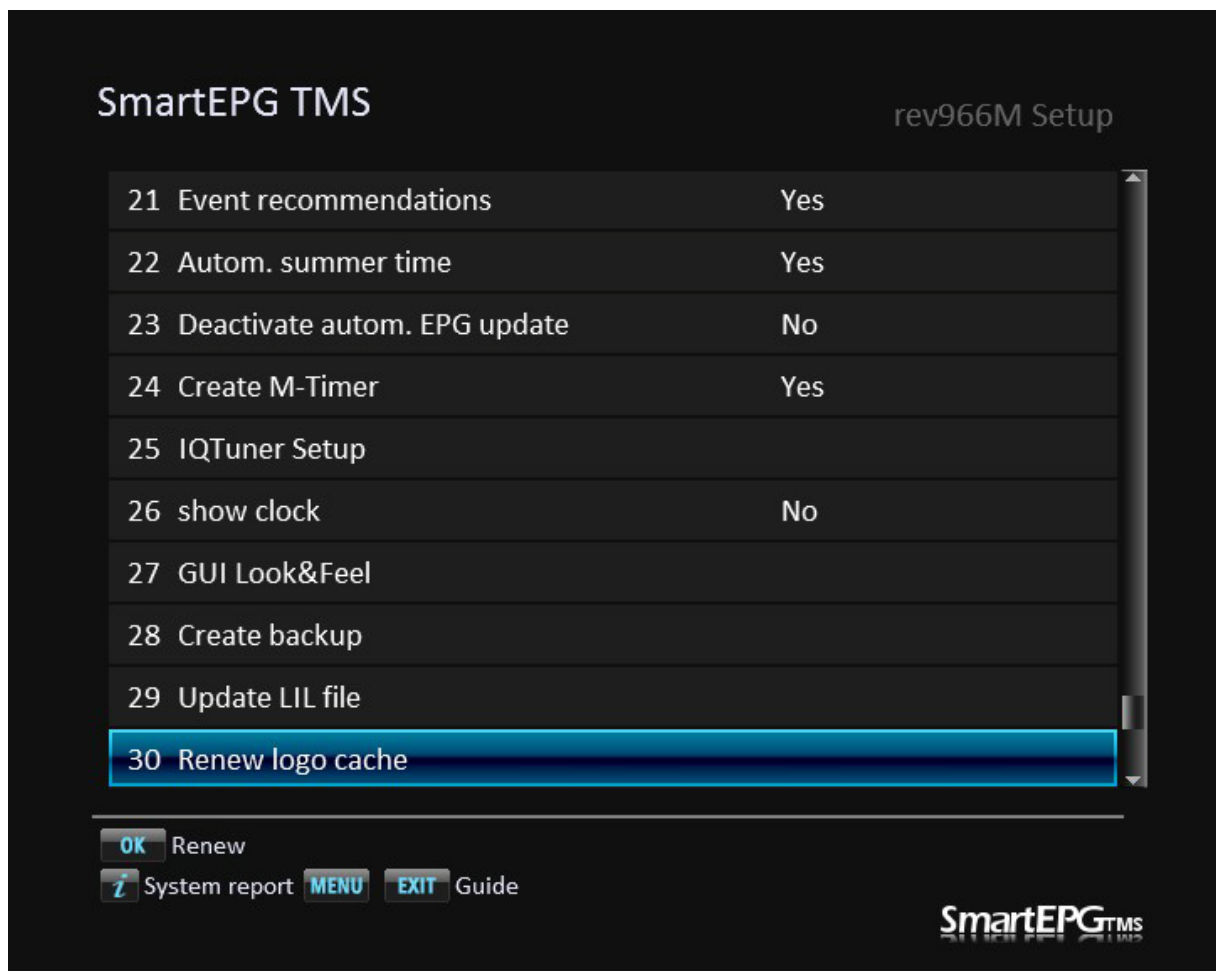 SmartEPG TMS
rev966M Setup
21 Event recommendations Yes
22 Autom. summer time Yes
23 Deactivate autom. EPG update No
24 Create M-Timer Yes
25 IQTuner Setup
26 show clock No
27 GUI Look&Feel
28 Create backup
29 Update LIL file
30 Renew logo cache
OK Renew
i System report MENU EXIT Guide
SmartEPGTMS